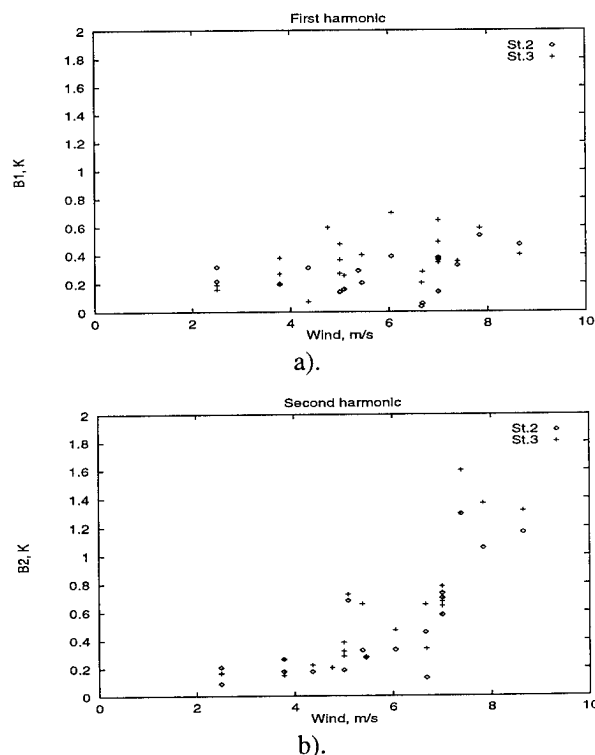 First harmonic
2
1.8
1.6
1.4
1.2
1
0.8
0.6
0.4
0.2
0
St.2
St.3
B1, K
0 2 4 6 8 10
Wind, m/s
a).
Second harmonic
2
1.8
1.6
1.4
1.2
1
0.8
0.6
0.4
0.2
0
St.2
St.3
B2, K
0 2 4 6 8 10
Wind, m/s
b).